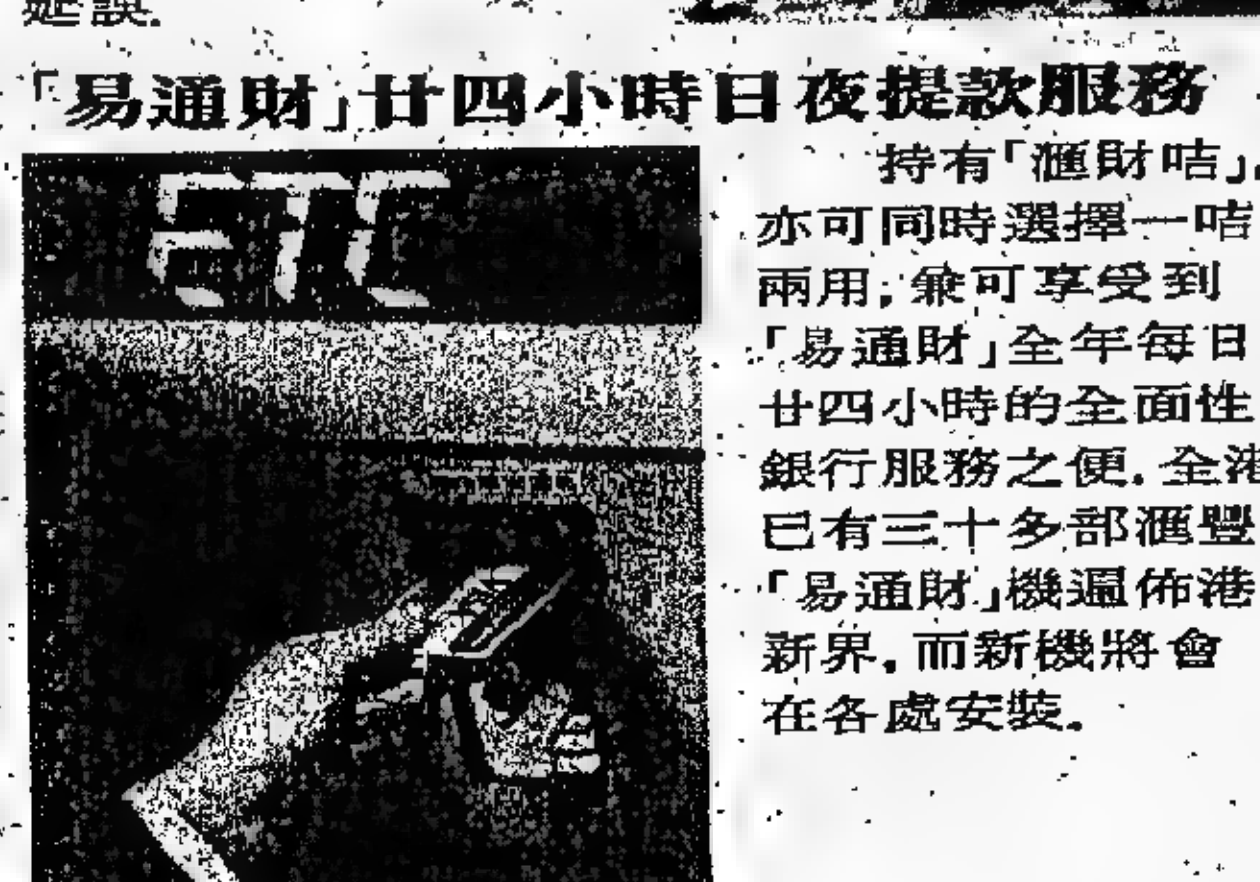 延誤.
「易通財」廿四小時日夜提款服務
ETC
持有「滙財咭」,
亦可同時選擇一咭
兩用,兼可享受到
「易通財」全年每日
廿四小時的全面性
銀行服務之便.全港
已有三十多部滙豐
「易通財」機遍佈港
新界.而新機將會
在各處安裝.